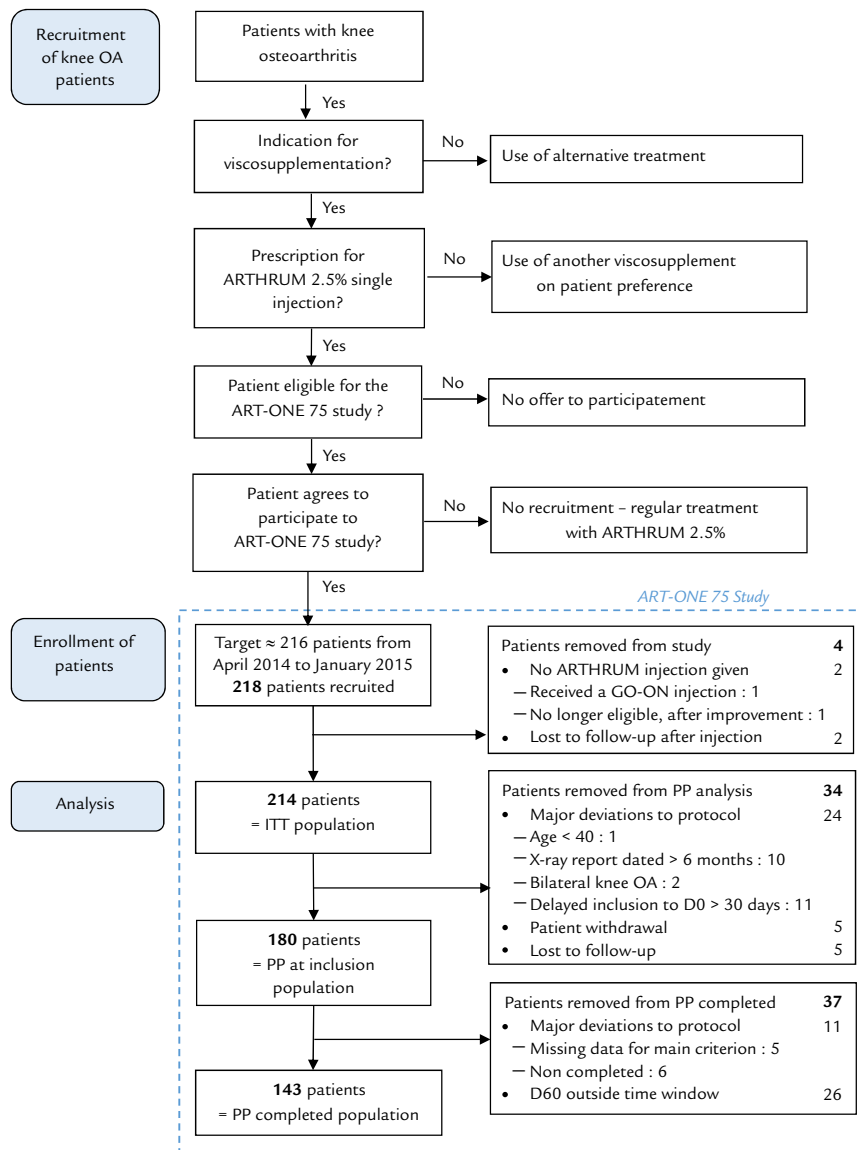 Recruitment
of knee OA
patients
Patients with knee
osteoarthritis
Yes
Indication for
viscosupplementation?
No
Use of alternative treatment
Yes
Prescription for
ARTHRUM 2.5% single
injection?
No
Use of another viscosupplement
on patient preference
Yes
Patient eligible for the
ART-ONE 75 study ?
No
No offer to participatement
Yes
Patient agrees to
participate to
ART-ONE 75 study?
No
No recruitment – regular treatment
with ARTHRUM 2.5%
Yes
ART-ONE 75 Study
Enrollment of
patients
Target ≈ 216 patients from
April 2014 to January 2015
218 patients recruited
Patients removed from study 4
• No ARTHRUM injection given 2
— Received a GO-ON injection : 1
— No longer eligible, after improvement : 1
• Lost to follow-up after injection 2
Analysis
214 patients
= ITT population
Patients removed from PP analysis 34
• Major deviations to protocol 24
— Age < 40 : 1
— X-ray report dated > 6 months : 10
— Bilateral knee OA : 2
— Delayed inclusion to D0 > 30 days : 11
• Patient withdrawal 5
• Lost to follow-up 5
180 patients
= PP at inclusion
population
Patients removed from PP completed 37
• Major deviations to protocol 11
— Missing data for main criterion : 5
— Non completed : 6
• D60 outside time window 26
143 patients
= PP completed population